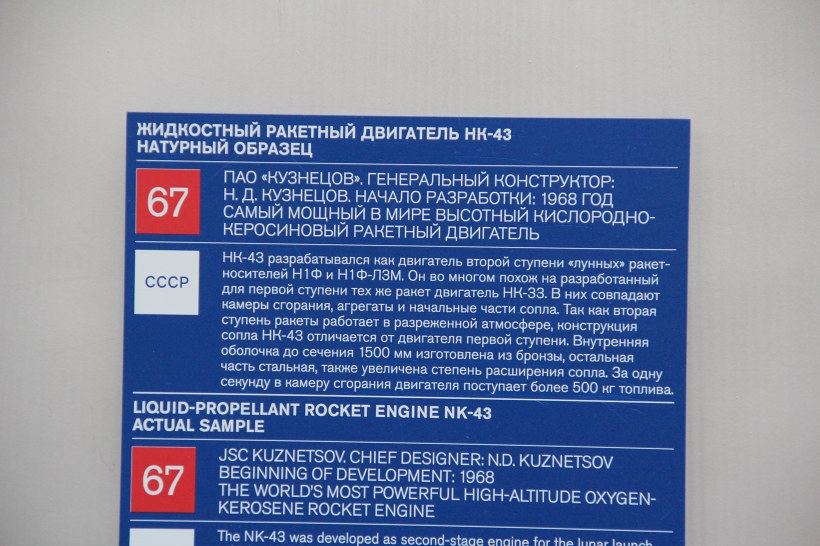 ЖИДКОСТНЫЙ РАКЕТНЫЙ ДВИГАТЕЛЬ НК-43
НАТУРНЫЙ ОБРАЗЕЦ
67
ПАО «КУЗНЕЦОВ». ГЕНЕРАЛЬНЫЙ КОНСТРУКТОР:
Н. Д. КУЗНЕЦОВ. НАЧАЛО РАЗРАБОТКИ: 1968 ГОД
САМЫЙ МОЩНЫЙ В МИРЕ ВЫСОТНЫЙ КИСЛОРОДНО-
КЕРОСИНОВЫЙ РАКЕТНЫЙ ДВИГАТЕЛЬ
СССР
НК-43 разрабатывался как двигатель второй ступени «лунных» ракет-
носителей Н1Ф и Н1Ф-Л3М. Он во многом похож на разработанный
для первой ступени тех же ракет двигатель НК-33. В них совпадают
камеры сгорания, агрегаты и начальные части сопла. Так как вторая
ступень ракеты работает в разреженной атмосфере, конструкция
сопла НК-43 отличается от двигателя первой ступени. Внутренняя
оболочка до сечения 1500 мм изготовлена из бронзы, остальная
часть стальная, также увеличена степень расширения сопла. За одну
секунду в камеру сгорания двигателя поступает более 500 кг топлива.
LIQUID-PROPELLANT ROCKET ENGINE NK-43
ACTUAL SAMPLE
67
JSC KUZNETSOV. CHIEF DESIGNER: N.D. KUZNETSOV
BEGINNING OF DEVELOPMENT: 1968
THE WORLD'S MOST POWERFUL HIGH-ALTITUDE OXYGEN-
KEROSENE ROCKET ENGINE
The NK-43 was developed as second-stage engine for the lunar launch